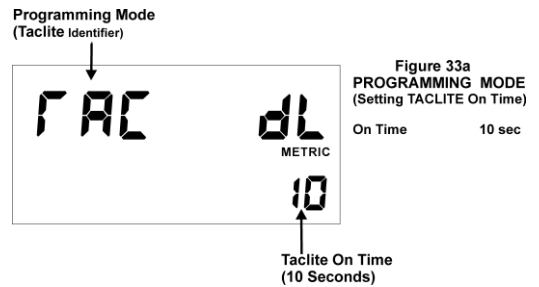 Programming Mode
(Taclite Identifier)
Figure 33a
PROGRAMMING MODE
(Setting TACLITE On Time)
On Time 10 sec
TAC dL
METRIC
10
Taclite On Time
(10 Seconds)